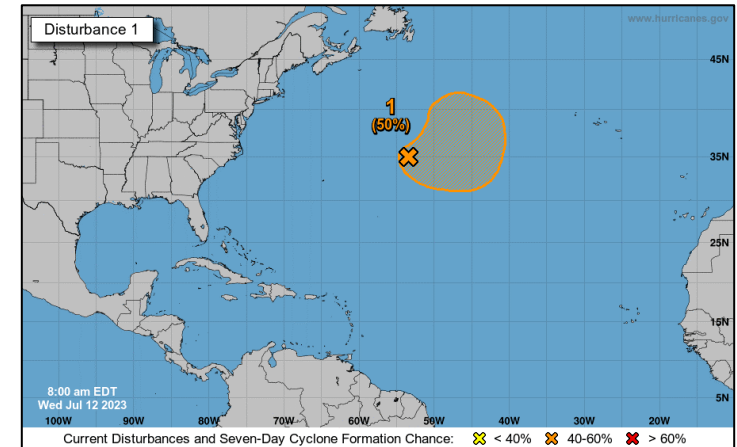 Disturbance 1
www.hurricanes.gov
45N
1
(50%)
35N
25N
15N
8:00 am EDT
Wed Jul 12 2023
5N
100W 90W 80W 70W 60W 50W 40W 30W 20W
Current Disturbances and Seven-Day Cyclone Formation Chance: < 40% 40-60% > 60%